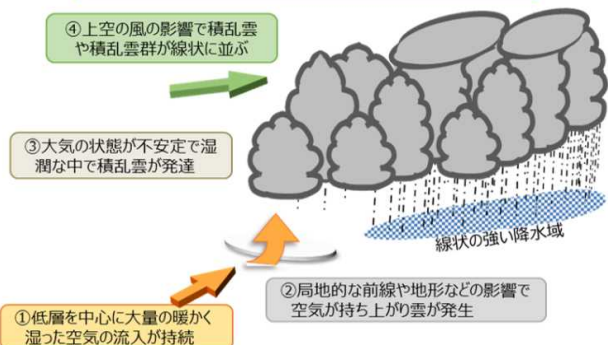 ④上空の風の影響で積乱雲
や積乱雲群が線状に並ぶ
③大気の状態が不安定で湿
潤な中で積乱雲が発達
線状の強い降水域
②局地的な前線や地形などの影響で
空気が持ち上がり雲が発生
①低層を中心に大量の暖かく
湿った空気の流入が持続